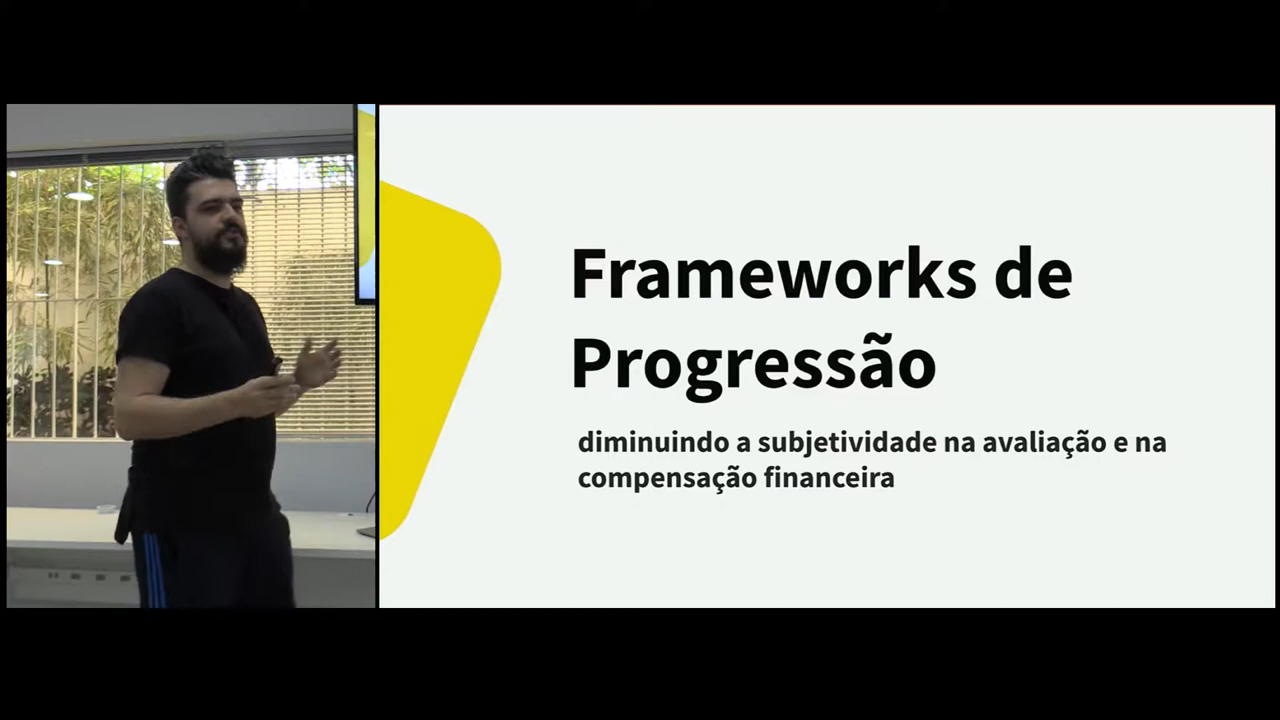 Frameworks de
Progressão
diminuindo a subjetividade na avaliação e na
compensação financeira